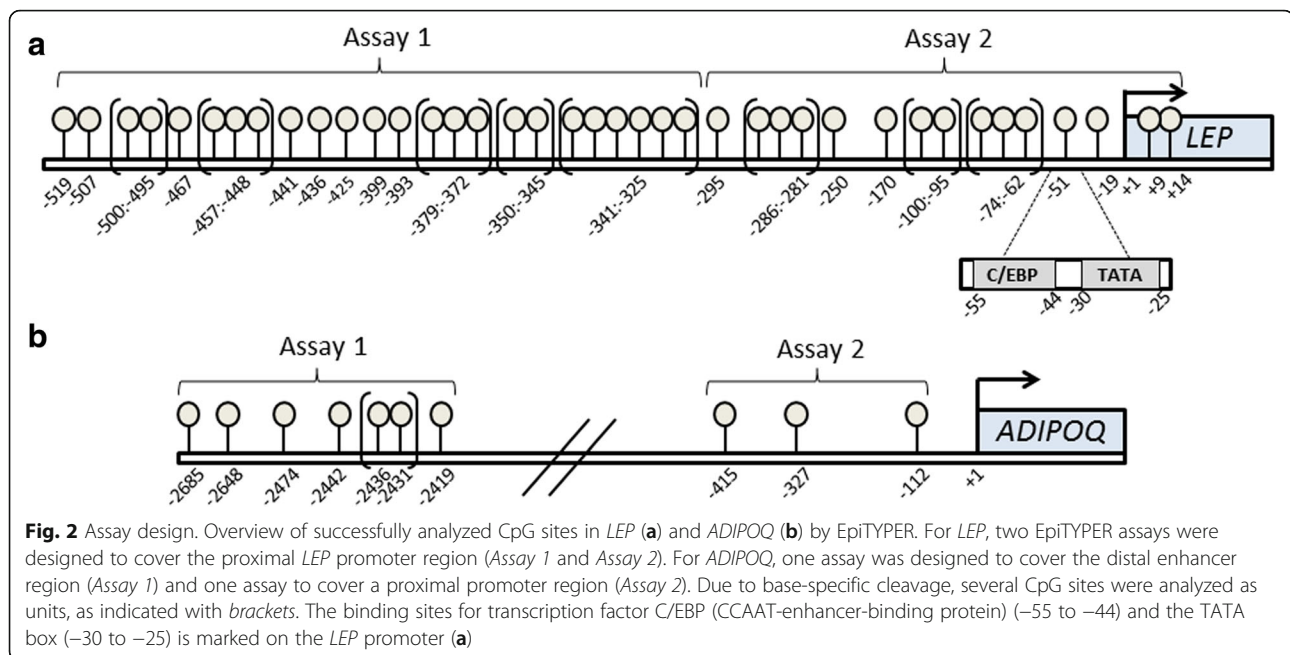 a
Assay 1
Assay 2
LEP
-519
-507
-500:-495
-467
-457:-448
-441
-436
-425
-399
-393
-379:-372
-350:-345
-341:-325
-295
-286:-281
-250
-170
-100:-95
-74:-62
-51
-19
+1
+9
+14
C/EBP
TATA
-55
-44
-30
-25
b
Assay 1
Assay 2
ADIPOQ
-2685
-2648
-2474
-2442
-2436
-2431
-2419
-415
-327
-112
+1
Fig. 2 Assay design. Overview of successfully analyzed CpG sites in LEP (a) and ADIPOQ (b) by EpiTYPER. For LEP, two EpiTYPER assays were
designed to cover the proximal LEP promoter region (Assay 1 and Assay 2). For ADIPOQ, one assay was designed to cover the distal enhancer
region (Assay 1) and one assay to cover a proximal promoter region (Assay 2). Due to base-specific cleavage, several CpG sites were analyzed as
units, as indicated with brackets. The binding sites for transcription factor C/EBP (CCAAT-enhancer-binding protein) (−55 to −44) and the TATA
box (−30 to −25) is marked on the LEP promoter (a)